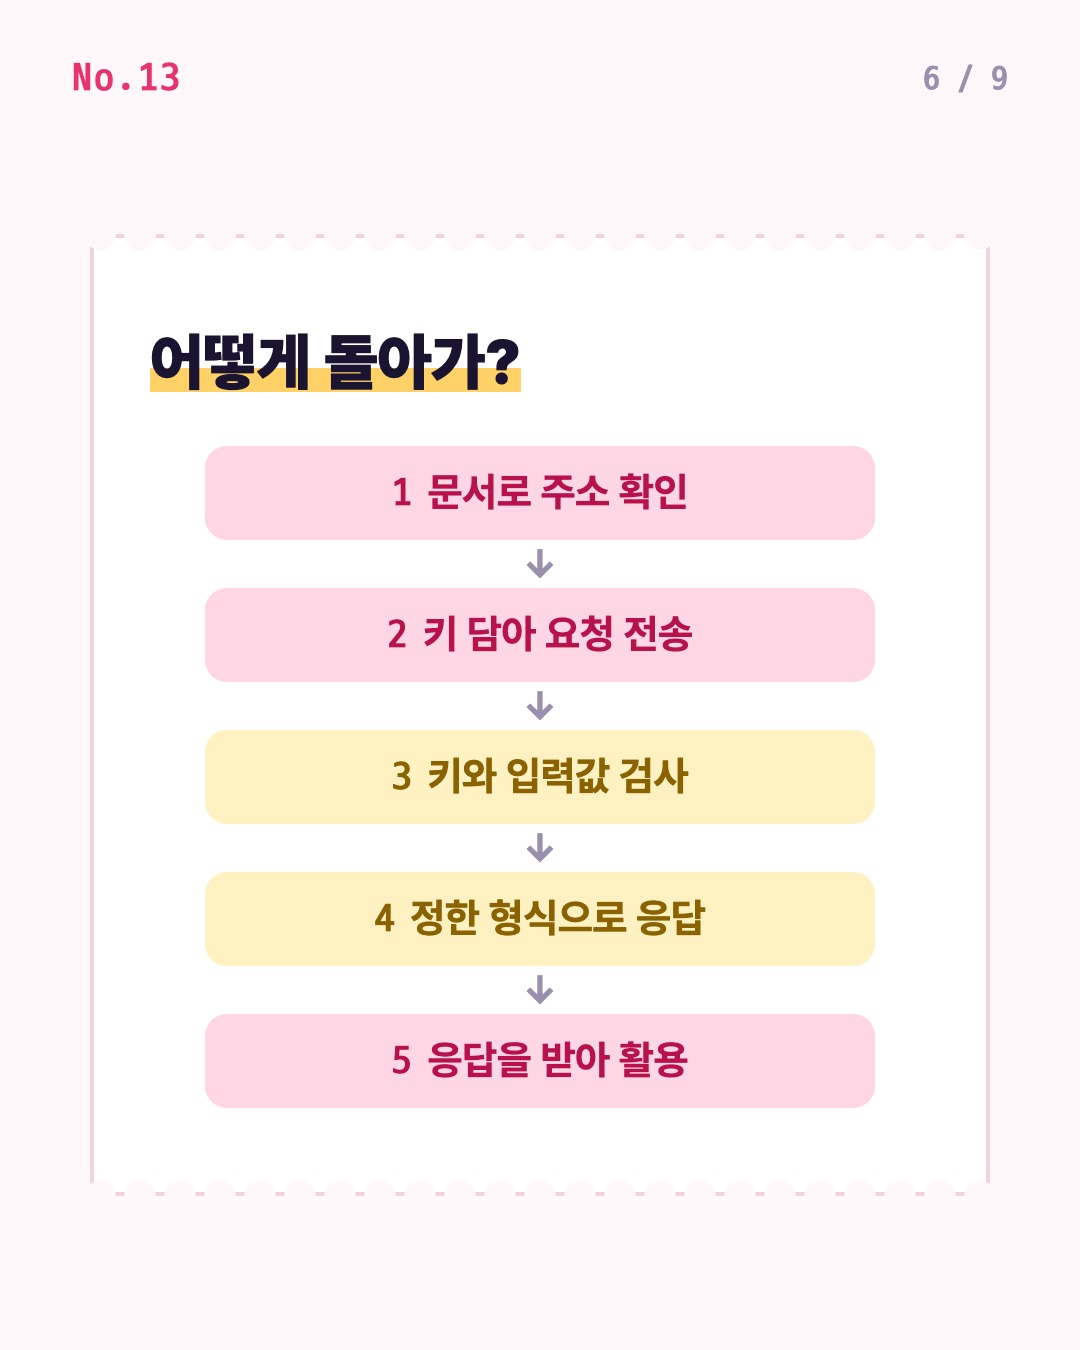 No.13
6 / 9
어떻게 돌아가?
1 문서로 주소 확인
2 키 담아 요청 전송
3 키와 입력값 검사
4 정한 형식으로 응답
5 응답을 받아 활용